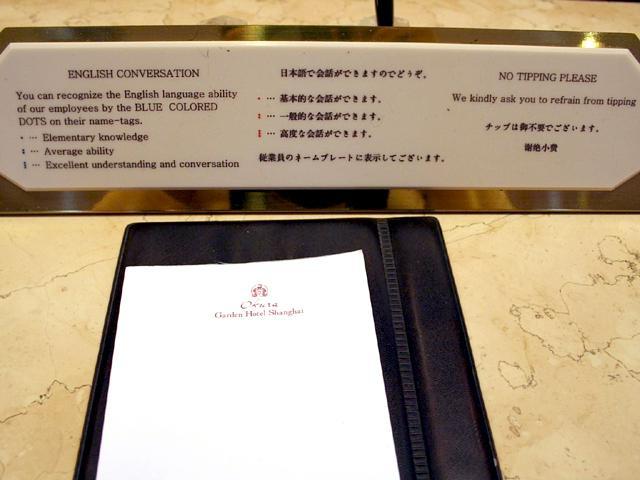 ENGLISH CONVERSATION
You can recognize the English language ability
of our employees by the BLUE COLORED
DOTS on their name-tags.
· … Elementary knowledge
: … Average ability
⋮ … Excellent understanding and conversation
日本語で会話ができますのでどうぞ。
· … 基本的な会話ができます。
: … 一般的な会話ができます。
⋮ … 高度な会話ができます。
従業員のネームプレートに表示してございます。
NO TIPPING PLEASE
We kindly ask you to refrain from tipping
チップは御不要でございます。
谢绝小费
Okura
Garden Hotel Shanghai